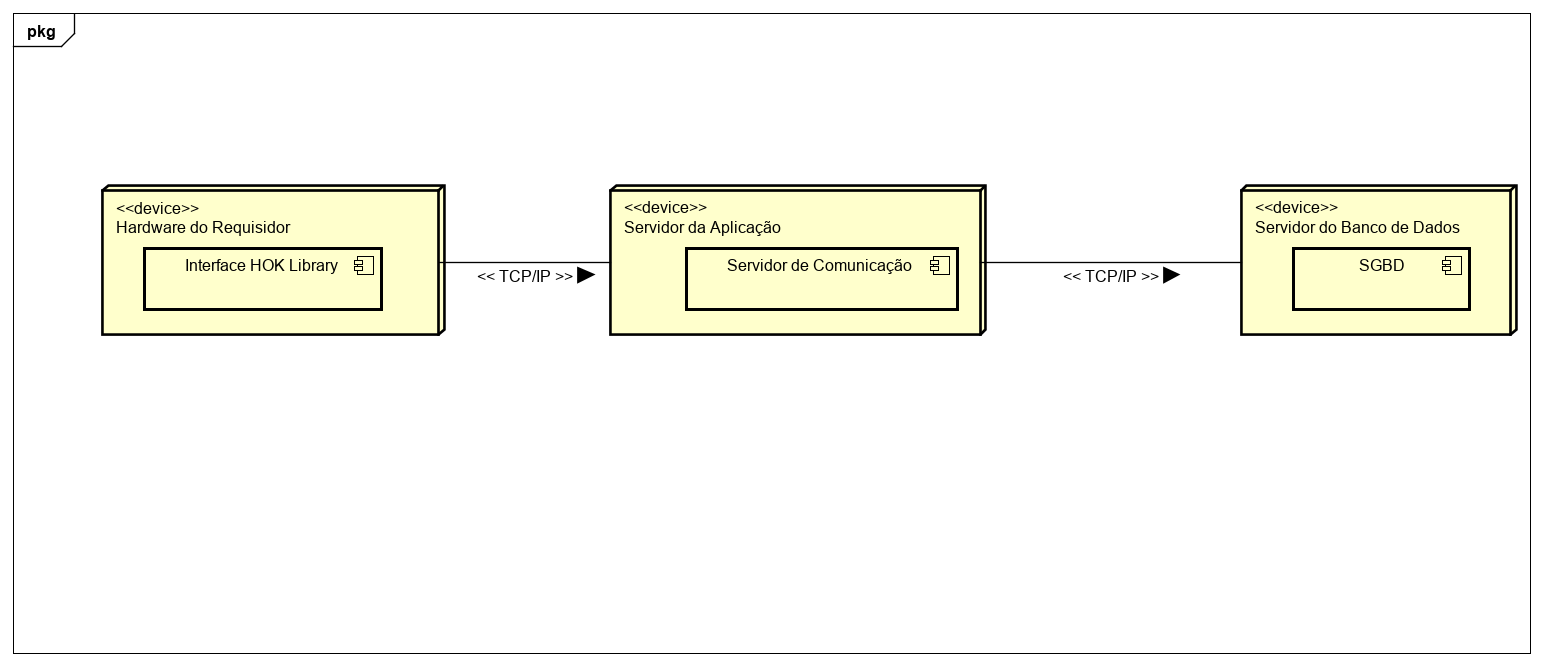 pkg
<<device>>
Hardware do Requisidor
Interface HOK Library
<< TCP/IP >>
<<device>>
Servidor da Aplicação
Servidor de Comunicação
<< TCP/IP >>
<<device>>
Servidor do Banco de Dados
SGBD